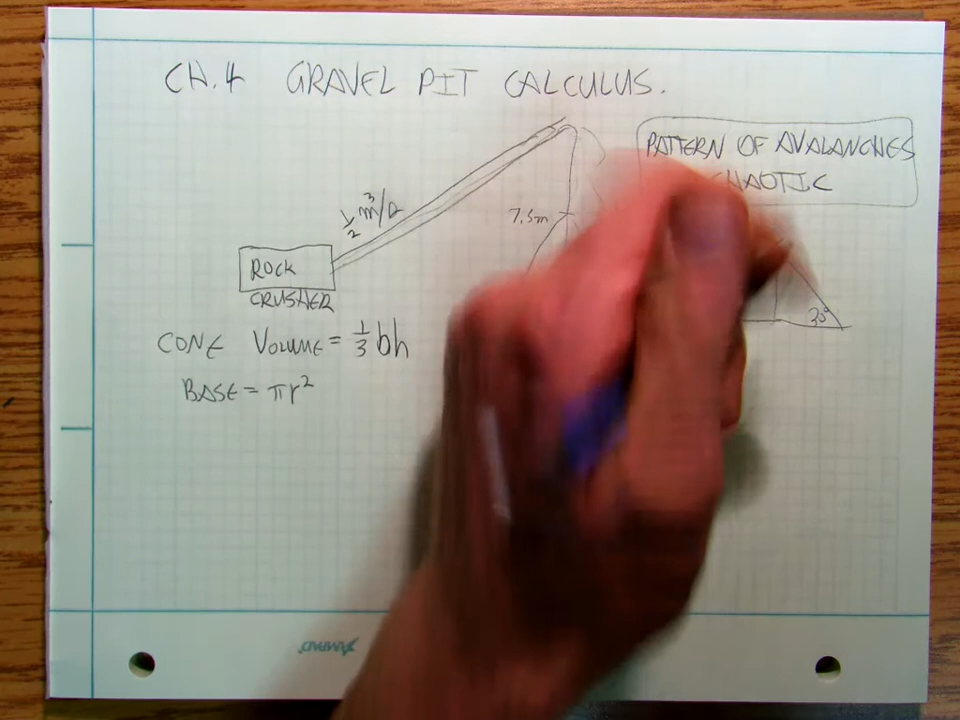 CH.4 GRAVEL PIT CALCULUS.
PATTERN OF AVALANCHES
CHAOTIC
½ m³/s
7.5m
ROCK
CRUSHER
35°
CONE VOLUME = ⅓ bh
BASE = πr²